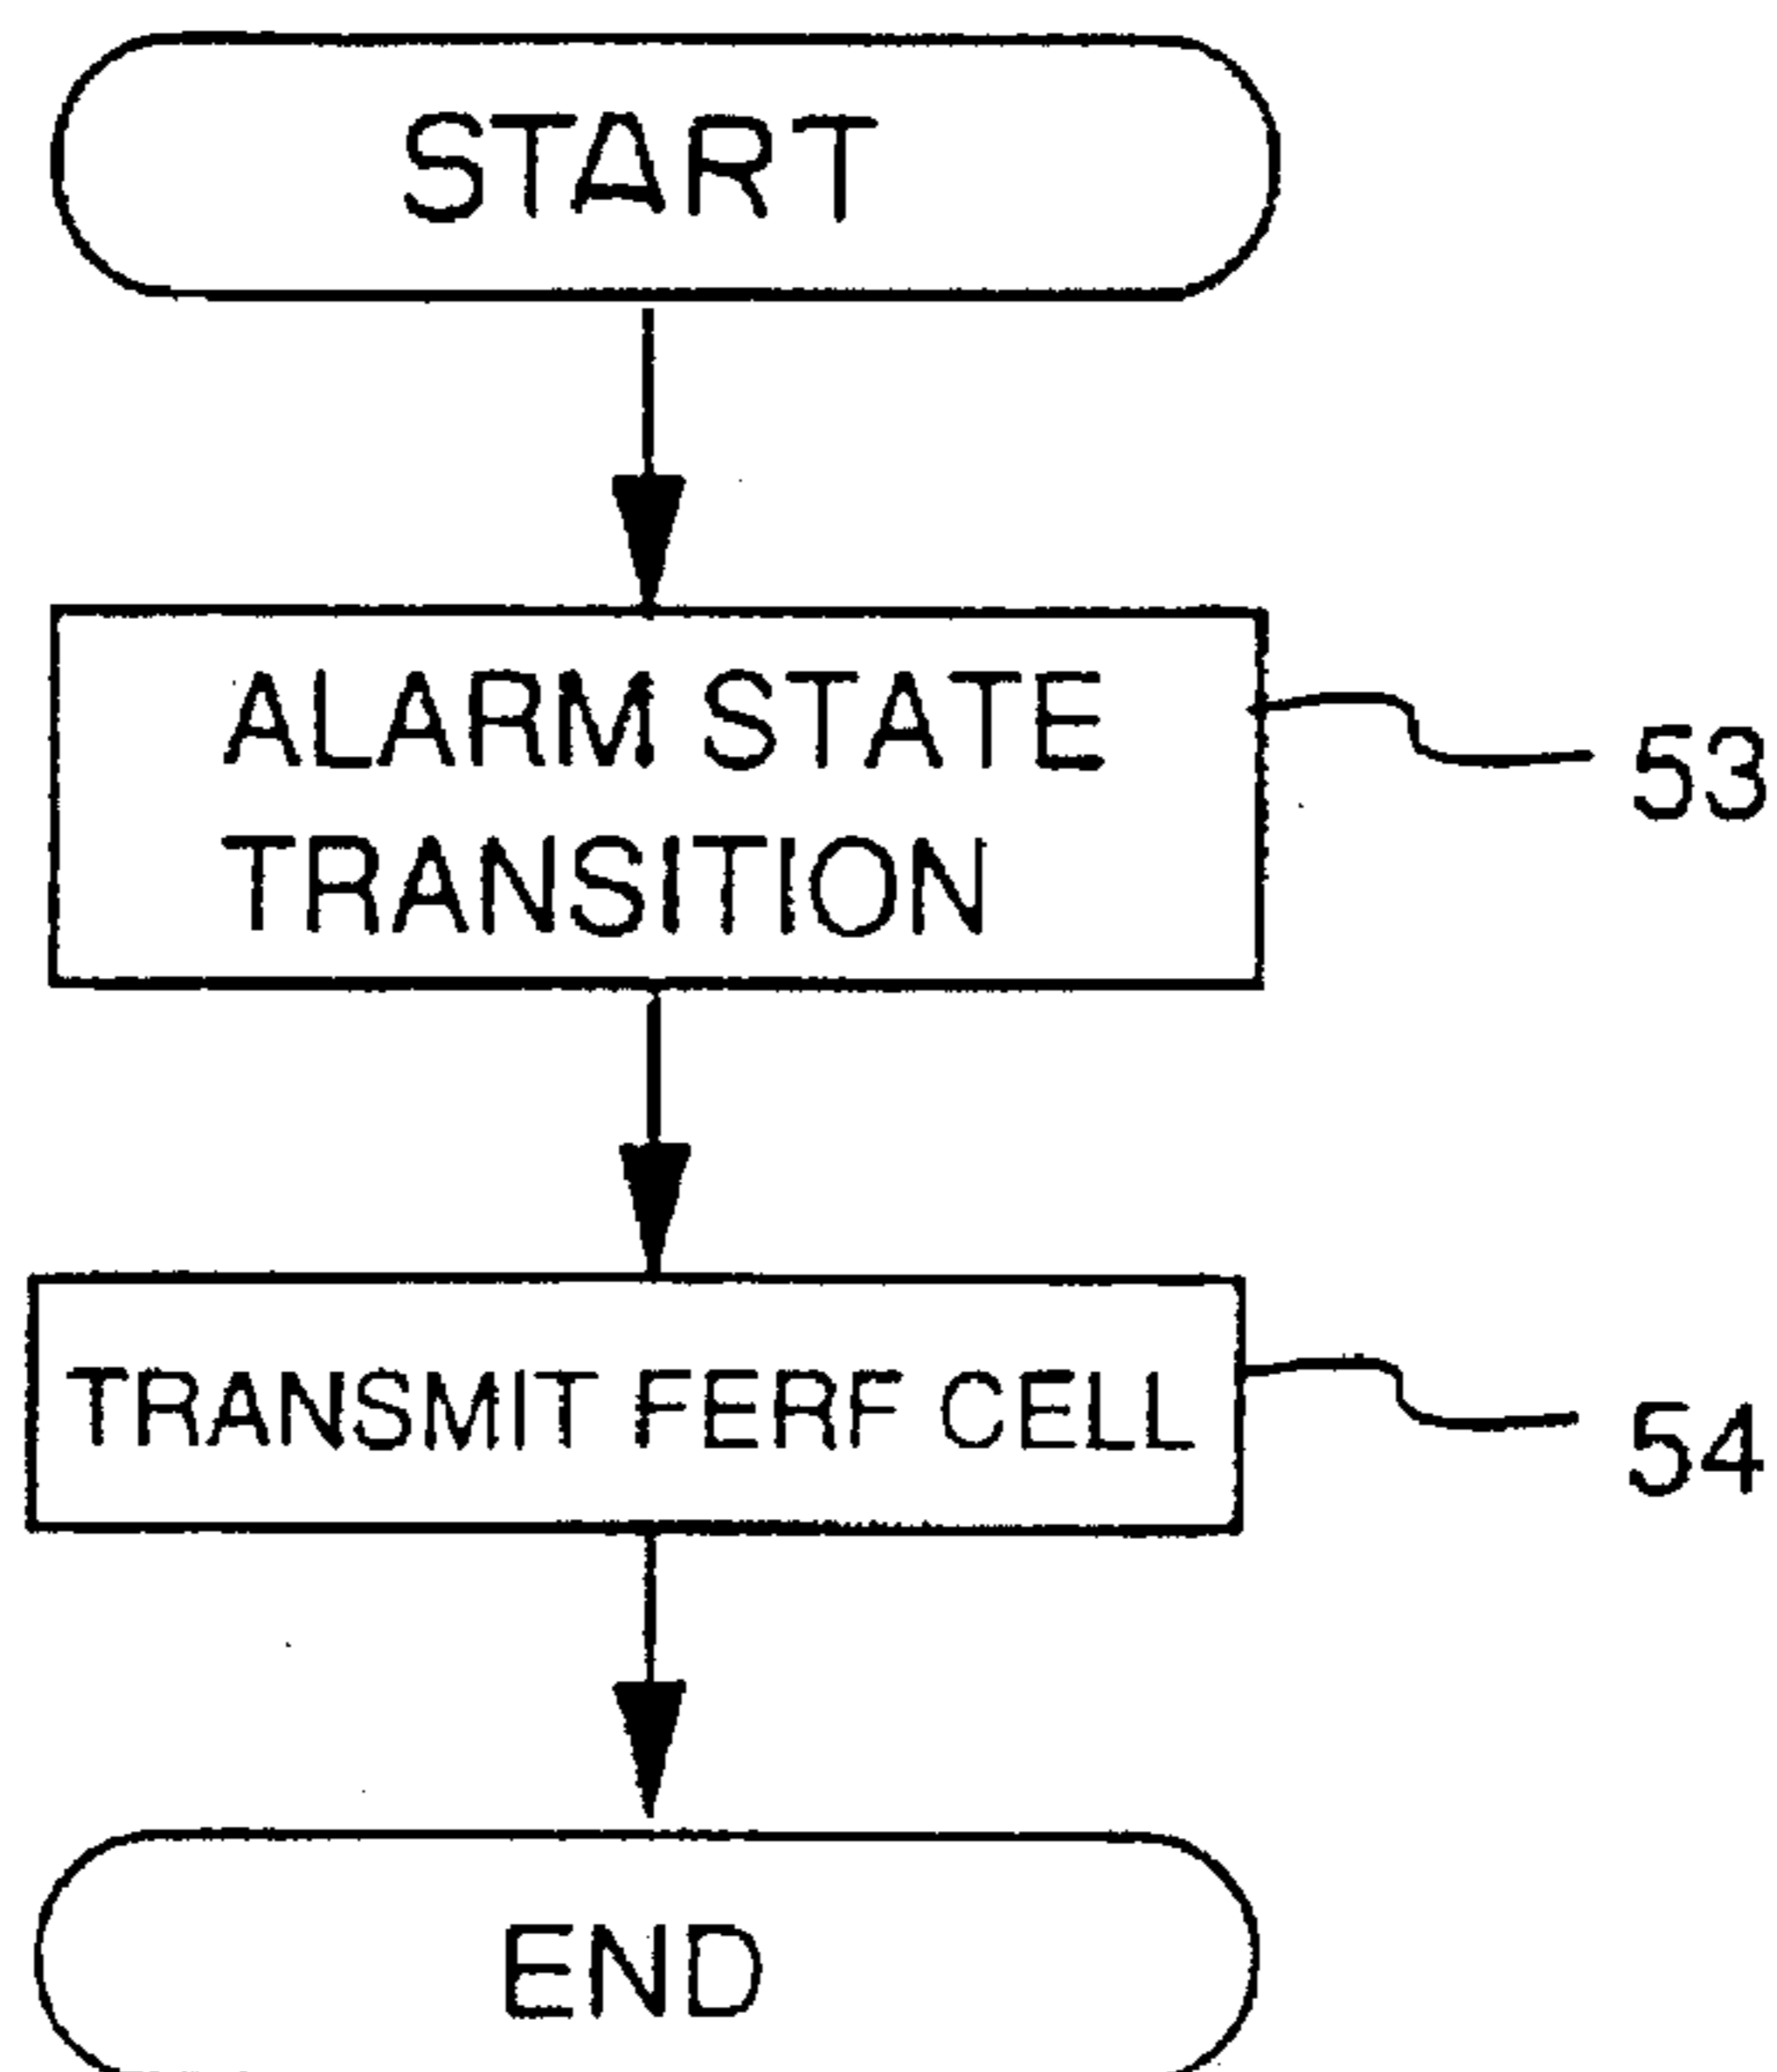 START
ALARM STATE
TRANSITION
53
TRANSMIT FERF CELL
54
END